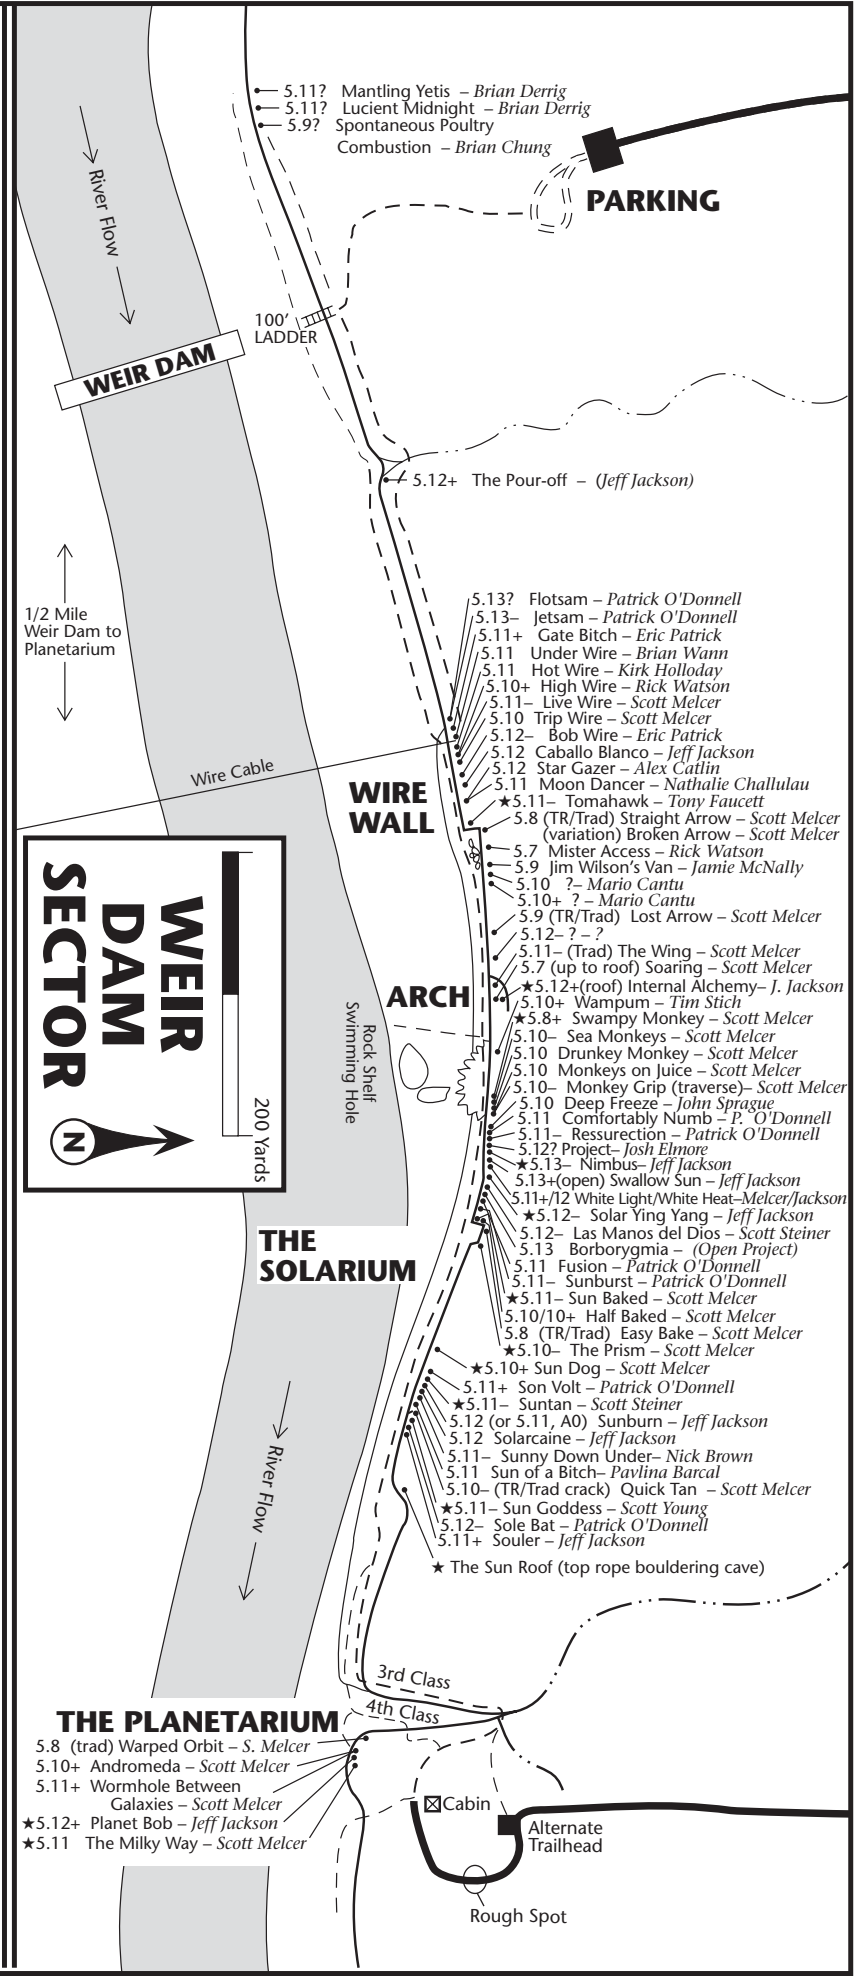 5.11? Mantling Yetis – Brian Derrig
5.11? Lucient Midnight – Brian Derrig
5.9? Spontaneous Poultry
Combustion – Brian Chung
PARKING
River Flow
100’
LADDER
WEIR DAM
5.12+ The Pour-off – (Jeff Jackson)
1/2 Mile
Weir Dam to
Planetarium
5.13? Flotsam – Patrick O'Donnell
5.13– Jetsam – Patrick O'Donnell
5.11+ Gate Bitch – Eric Patrick
5.11 Under Wire – Brian Wann
5.11 Hot Wire – Kirk Holloday
5.10+ High Wire – Rick Watson
5.11– Live Wire – Scott Melcer
5.10 Trip Wire – Scott Melcer
5.12– Bob Wire – Eric Patrick
5.12 Caballo Blanco – Jeff Jackson
5.12 Star Gazer – Alex Catlin
5.11 Moon Dancer – Nathalie Challulau
★5.11– Tomahawk – Tony Faucett
5.8 (TR/Trad) Straight Arrow – Scott Melcer
(variation) Broken Arrow – Scott Melcer
5.7 Mister Access – Rick Watson
5.9 Jim Wilson's Van – Jamie McNally
5.10 ?– Mario Cantu
5.10+ ? – Mario Cantu
5.9 (TR/Trad) Lost Arrow – Scott Melcer
5.12– ? – ?
5.11– (Trad) The Wing – Scott Melcer
5.7 (up to roof) Soaring – Scott Melcer
★5.12+(roof) Internal Alchemy– J. Jackson
5.10+ Wampum – Tim Stich
★5.8+ Swampy Monkey – Scott Melcer
5.10– Sea Monkeys – Scott Melcer
5.10 Drunkey Monkey – Scott Melcer
5.10 Monkeys on Juice – Scott Melcer
5.10– Monkey Grip (traverse)– Scott Melcer
5.10 Deep Freeze – John Sprague
5.11 Comfortably Numb – P. O'Donnell
5.11– Ressurection – Patrick O'Donnell
5.12? Project– Josh Elmore
★5.13– Nimbus– Jeff Jackson
5.13+(open) Swallow Sun – Jeff Jackson
5.11+/12 White Light/White Heat–Melcer/Jackson
★5.12– Solar Ying Yang – Jeff Jackson
5.12– Las Manos del Dios – Scott Steiner
5.13 Borborygmia – (Open Project)
5.11 Fusion – Patrick O'Donnell
5.11– Sunburst – Patrick O'Donnell
★5.11– Sun Baked – Scott Melcer
5.10/10+ Half Baked – Scott Melcer
5.8 (TR/Trad) Easy Bake – Scott Melcer
★5.10– The Prism – Scott Melcer
★5.10+ Sun Dog – Scott Melcer
5.11+ Son Volt – Patrick O'Donnell
★5.11– Suntan – Scott Steiner
5.12 (or 5.11, A0) Sunburn – Jeff Jackson
5.12 Solarcaine – Jeff Jackson
5.11– Sunny Down Under– Nick Brown
5.11 Sun of a Bitch– Pavlina Barcal
5.10– (TR/Trad crack) Quick Tan – Scott Melcer
★5.11– Sun Goddess – Scott Young
5.12– Sole Bat – Patrick O'Donnell
5.11+ Souler – Jeff Jackson
★ The Sun Roof (top rope bouldering cave)
Wire Cable
WIRE
WALL
WEIR
DAM
SECTOR
200 Yards
N
ARCH
Rock Shelf
Swimming Hole
THE
SOLARIUM
River Flow
3rd Class
4th Class
THE PLANETARIUM
5.8 (trad) Warped Orbit – S. Melcer
5.10+ Andromeda – Scott Melcer
5.11+ Wormhole Between
Galaxies – Scott Melcer
★5.12+ Planet Bob – Jeff Jackson
★5.11 The Milky Way – Scott Melcer
Cabin
Alternate
Trailhead
Rough Spot